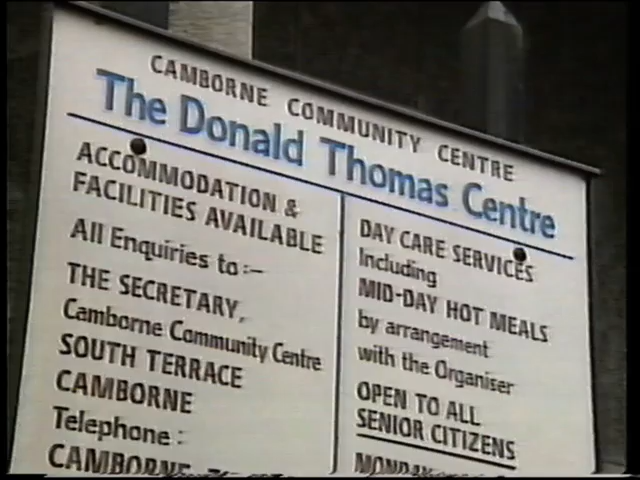 CAMBORNE COMMUNITY CENTRE
The Donald Thomas Centre
ACCOMMODATION &
FACILITIES AVAILABLE
All Enquiries to:-
THE SECRETARY,
Camborne Community Centre
SOUTH TERRACE
CAMBORNE
Telephone :
CAMBORNE
DAY CARE SERVICES
Including
MID-DAY HOT MEALS
by arrangement
with the Organiser
OPEN TO ALL
SENIOR CITIZENS
MONDAY